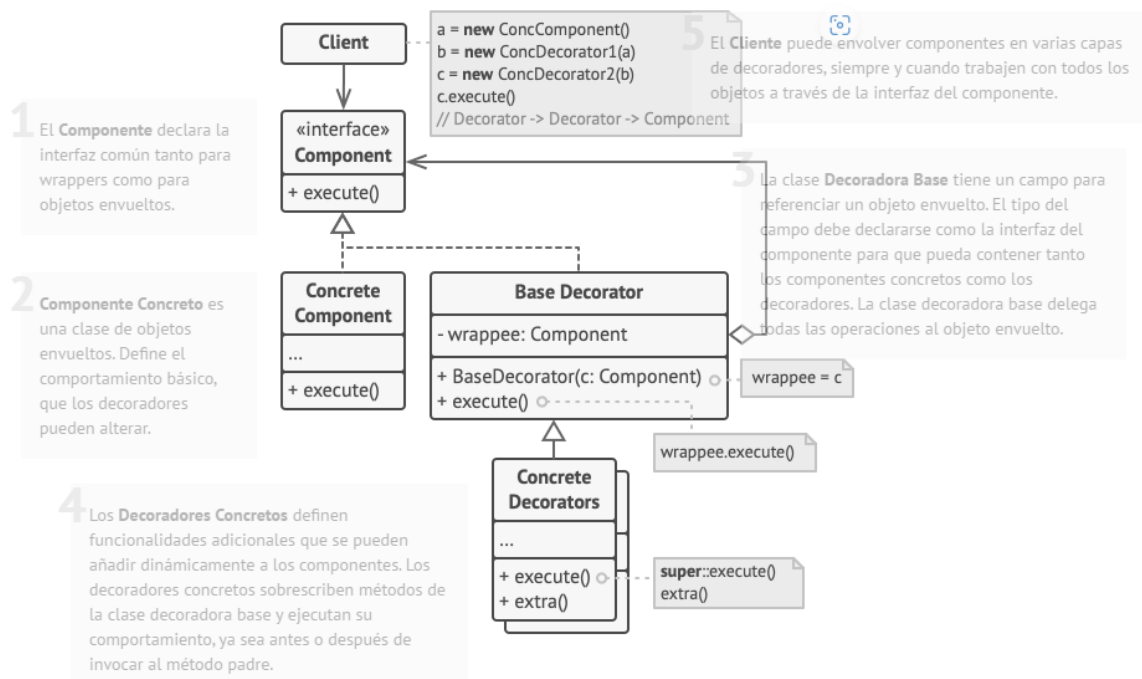 Client
a = new ConcComponent()
b = new ConcDecorator1(a)
c = new ConcDecorator2(b)
c.execute()
// Decorator -> Decorator -> Component
5
El Cliente puede envolver componentes en varias capas
de decoradores, siempre y cuando trabajen con todos los
objetos a través de la interfaz del componente.
1
El Componente declara la
interfaz común tanto para
wrappers como para
objetos envueltos.
«interface»
Component
+ execute()
3
La clase Decoradora Base tiene un campo para
referenciar un objeto envuelto. El tipo del
campo debe declararse como la interfaz del
componente para que pueda contener tanto
los componentes concretos como los
decoradores. La clase decoradora base delega
todas las operaciones al objeto envuelto.
2
Componente Concreto es
una clase de objetos
envueltos. Define el
comportamiento básico,
que los decoradores
pueden alterar.
Concrete
Component
...
+ execute()
Base Decorator
- wrappee: Component
+ BaseDecorator(c: Component)
+ execute()
wrappee = c
wrappee.execute()
4
Los Decoradores Concretos definen
funcionalidades adicionales que se pueden
añadir dinámicamente a los componentes. Los
decoradores concretos sobrescriben métodos de
la clase decoradora base y ejecutan su
comportamiento, ya sea antes o después de
invocar al método padre.
Concrete
Decorators
...
+ execute()
+ extra()
super::execute()
extra()